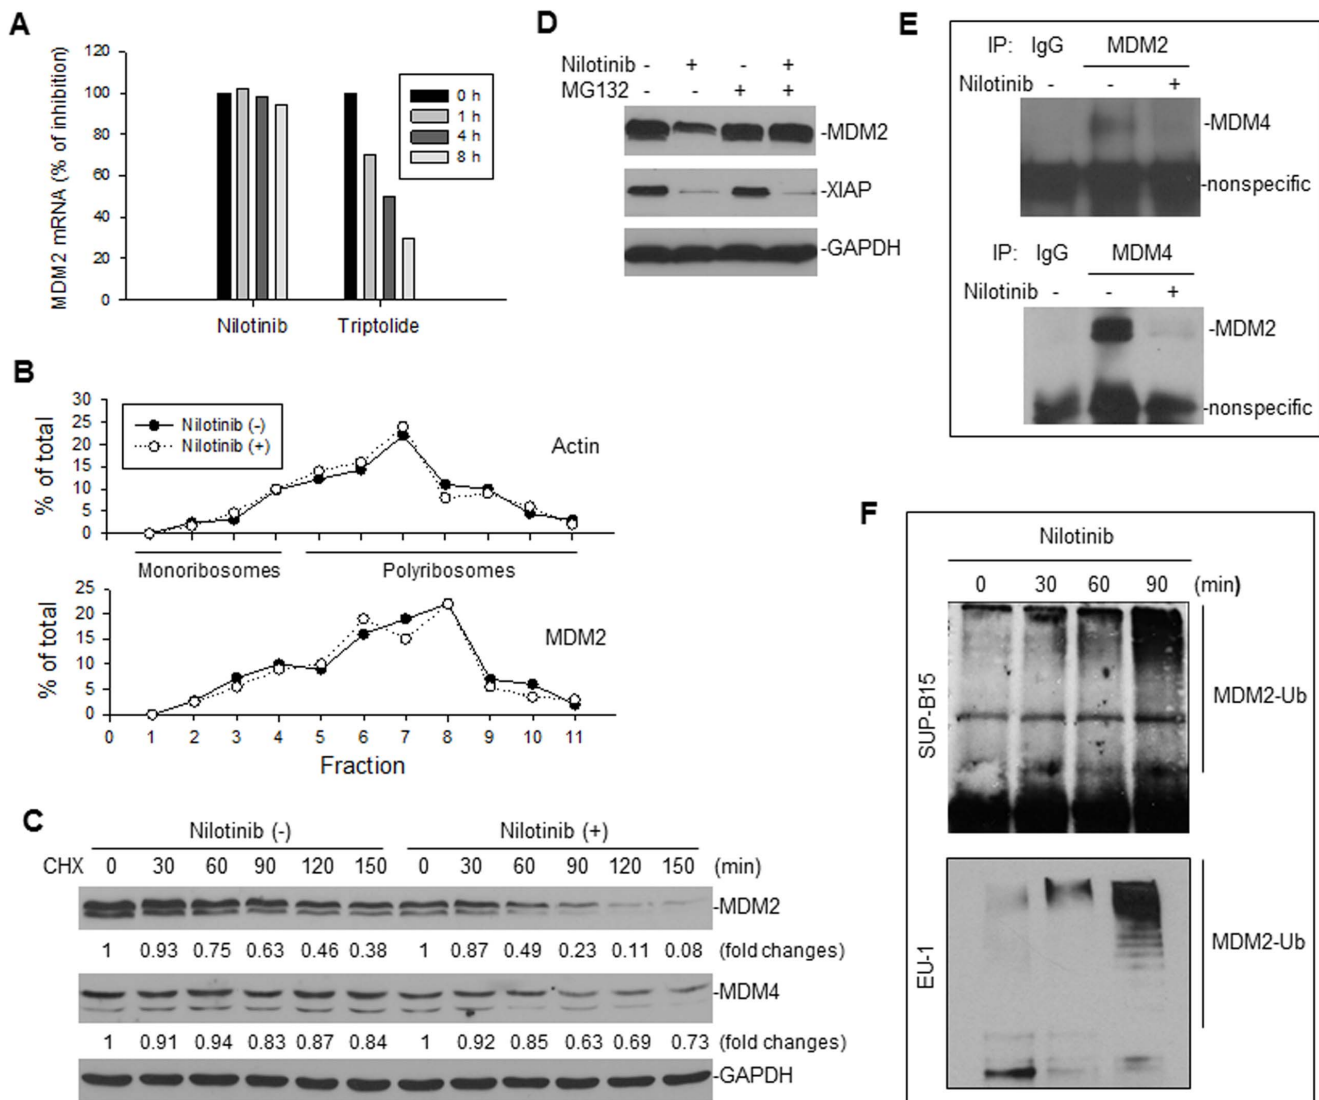 A
MDM2 mRNA (% of inhibition)
120
100
80
60
40
20
0
0 h
1 h
4 h
8 h
Nilotinib Triptolide
B
% of total
30
25
20
15
10
5
0
Nilotinib (-)
Nilotinib (+)
Actin
Monoribosomes Polyribosomes
% of total
25
20
15
10
5
0
MDM2
0 1 2 3 4 5 6 7 8 9 10 11
Fraction
C
Nilotinib (-) Nilotinib (+)
CHX 0 30 60 90 120 150 0 30 60 90 120 150 (min)
-MDM2
1 0.93 0.75 0.63 0.46 0.38 1 0.87 0.49 0.23 0.11 0.08 (fold changes)
-MDM4
1 0.91 0.94 0.83 0.87 0.84 1 0.92 0.85 0.63 0.69 0.73 (fold changes)
-GAPDH
D
Nilotinib - + - +
MG132 - - + +
-MDM2
-XIAP
-GAPDH
E
IP: IgG MDM2
Nilotinib - - +
-MDM4
-nonspecific
IP: IgG MDM4
Nilotinib - - +
-MDM2
-nonspecific
F
Nilotinib
0 30 60 90 (min)
SUP-B15
MDM2-Ub
EU-1
MDM2-Ub